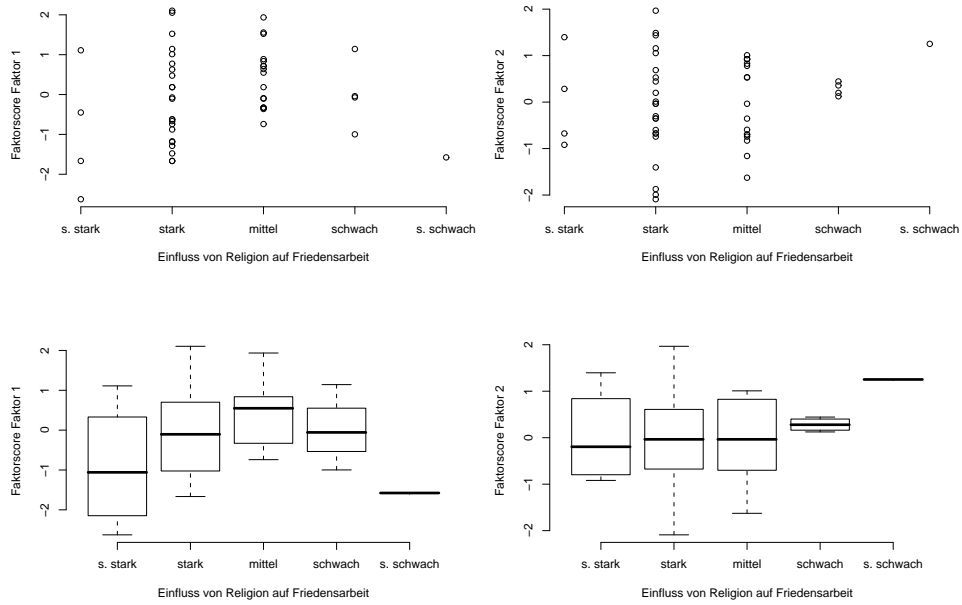 Faktorscore Faktor 1
2
1
0
−1
−2
s. stark stark mittel schwach s. schwach
Einfluss von Religion auf Friedensarbeit
Faktorscore Faktor 2
2
1
0
−1
−2
s. stark stark mittel schwach s. schwach
Einfluss von Religion auf Friedensarbeit
Faktorscore Faktor 1
2
1
0
−1
−2
s. stark stark mittel schwach s. schwach
Einfluss von Religion auf Friedensarbeit
Faktorscore Faktor 2
2
1
0
−1
−2
s. stark stark mittel schwach s. schwach
Einfluss von Religion auf Friedensarbeit